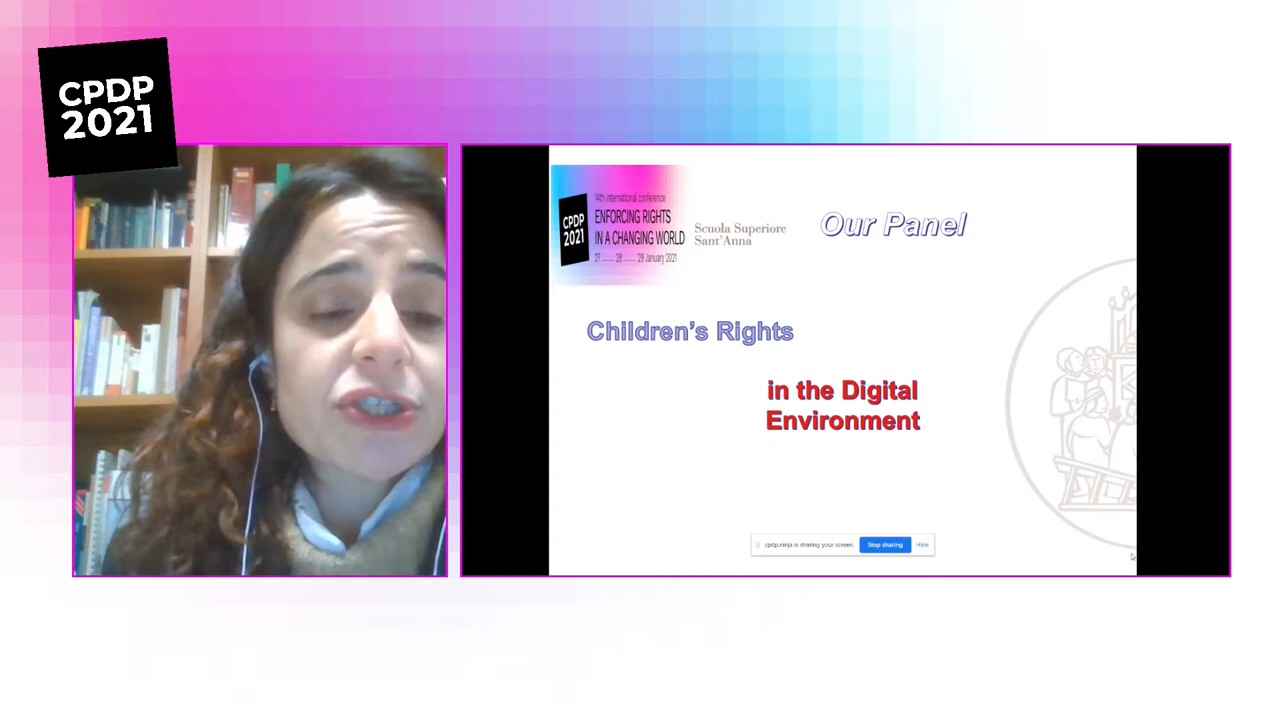 CPDP
2021
14th international conference
CPDP
2021
ENFORCING RIGHTS
IN A CHANGING WORLD
27 ...... 28 ...... 29 January 2021
Scuola Superiore
Sant'Anna
Our Panel
Children's Rights
in the Digital
Environment
cpdp.ninja is sharing your screen.
Stop sharing
Hide